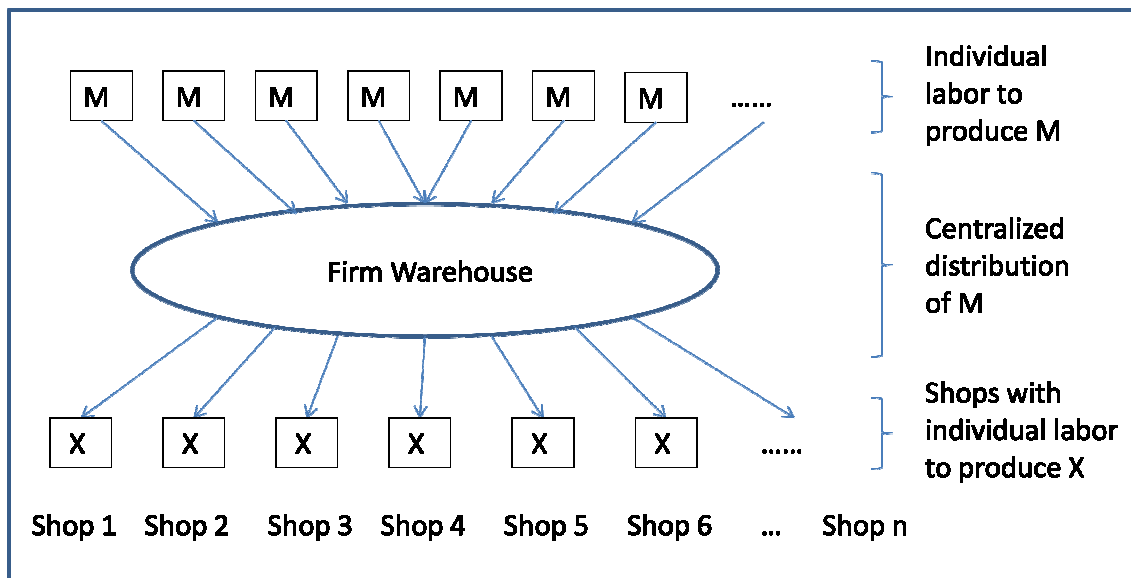 M M M M M M M ......
Individual
labor to
produce M
Firm Warehouse
Centralized
distribution
of M
X X X X X X ......
Shops with
individual labor
to produce X
Shop 1 Shop 2 Shop 3 Shop 4 Shop 5 Shop 6 ... Shop n